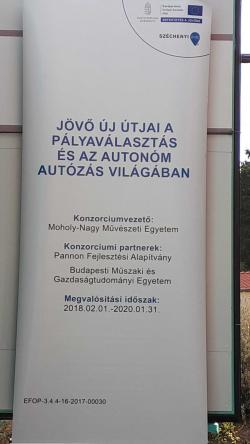 SZÉCHENYI
JÖVŐ ÚJ ÚTJAI A
PÁLYAVÁLASZTÁS
ÉS AZ AUTONÓM
AUTÓZÁS VILÁGÁBAN
Konzorciumvezető:
Moholy-Nagy Művészeti Egyetem
Konzorciumi partnerek:
Pannon Fejlesztési Alapítvány
Budapesti Műszaki és
Gazdaságtudományi Egyetem
Megvalósítási időszak:
2018.02.01.-2020.01.31.
EFOP-3.4.4-16-2017-00030